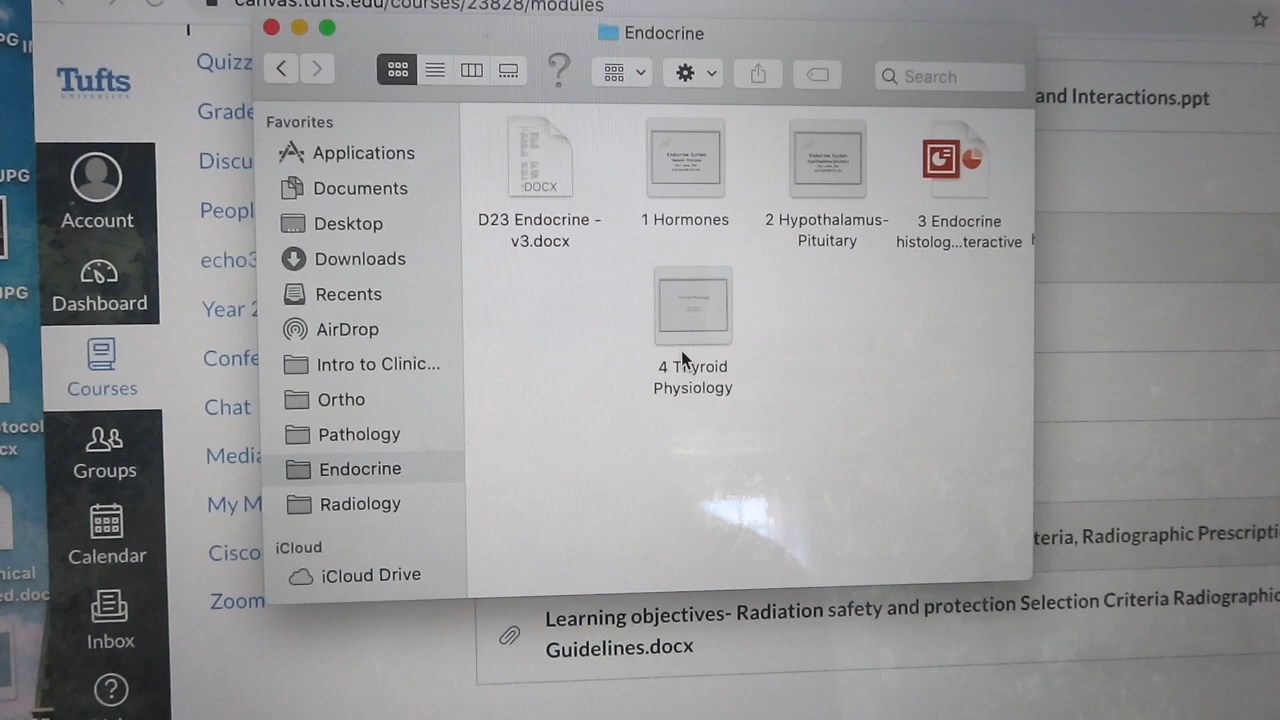 canvas.tufts.edu/courses/23828/modules
Endocrine
Search
Tufts
UNIVERSITY
Account
Dashboard
Courses
Groups
Calendar
Inbox
Quizz
Grade
Discu
Peopl
echo3
Year 2
Confe
Chat
Media
My M
Cisco
Zoom
Favorites
Applications
Documents
Desktop
Downloads
Recents
AirDrop
Intro to Clinic...
Ortho
Pathology
Endocrine
Radiology
iCloud
iCloud Drive
DOCX
D23 Endocrine -
v3.docx
1 Hormones
2 Hypothalamus-
Pituitary
3 Endocrine
histolog...teractive
4 Thyroid
Physiology
and Interactions.ppt
teria, Radiographic Prescripti
Learning objectives- Radiation safety and protection Selection Criteria Radiographic
Guidelines.docx
JPG
JPG
tocol
cx
nical
ed.doc